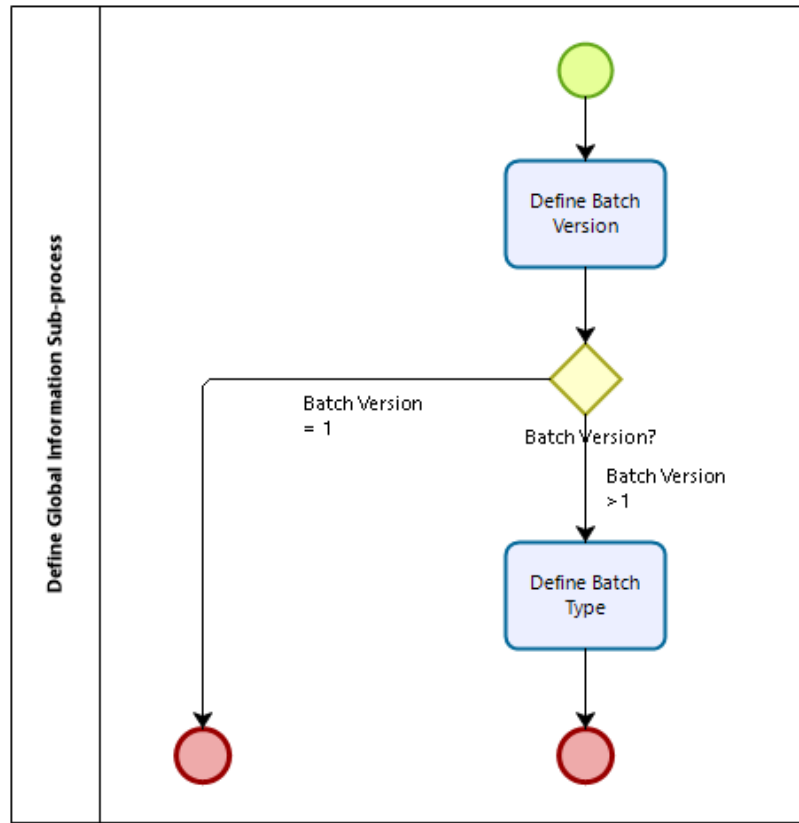 Define Global Information Sub-process
Define Batch
Version
Batch Version
= 1
Batch Version?
Batch Version
>1
Define Batch
Type